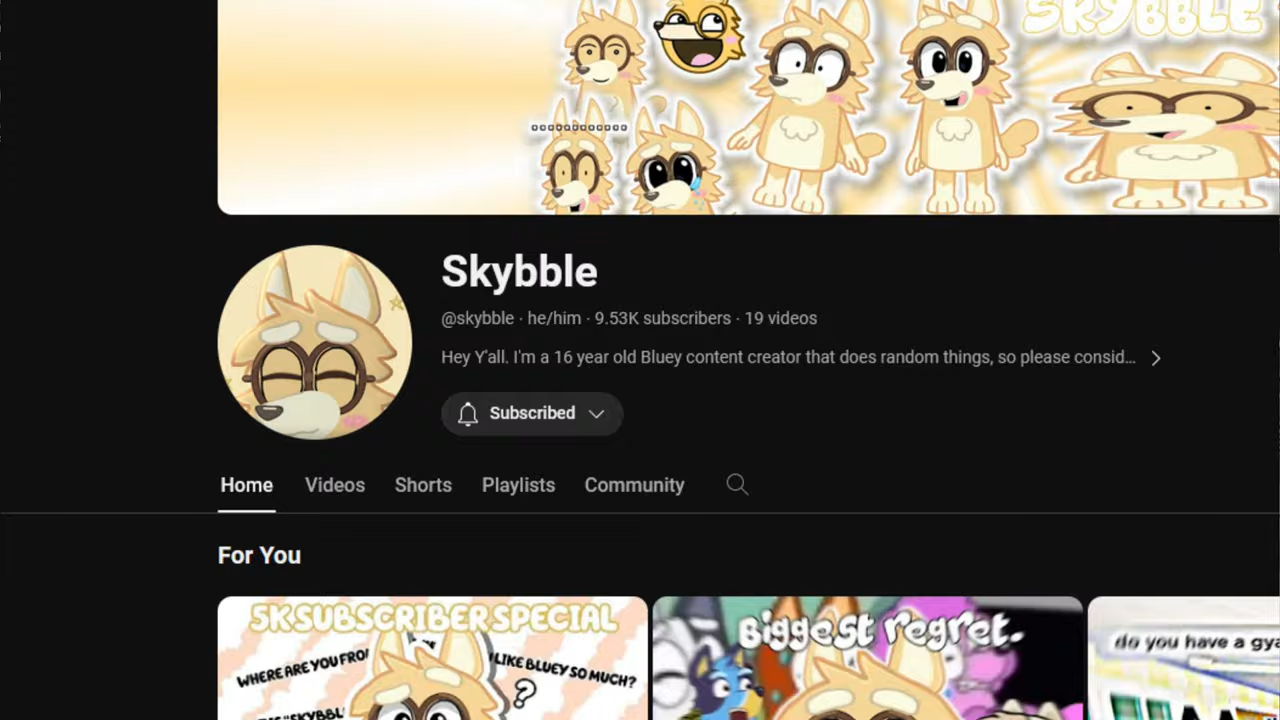 SKYBBLE
Skybble
@skybble · he/him · 9.53K subscribers · 19 videos
Hey Y'all. I'm a 16 year old Bluey content creator that does random things, so please consid...
Subscribed
Home Videos Shorts Playlists Community
For You
5K SUBSCRIBER SPECIAL
WHERE ARE YOU FRO
LIKE BLUEY SO MUCH?
?
"SKYBBL
Biggest regret.
do you have a gya